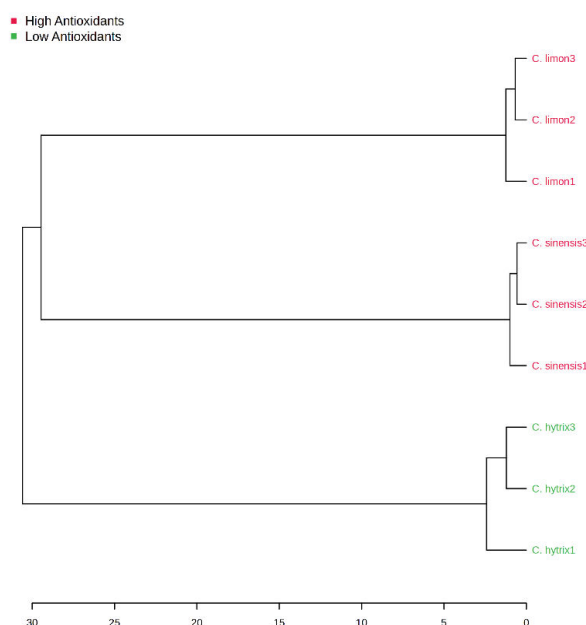 High Antioxidants
Low Antioxidants
C. limon3
C. limon2
C. limon1
C. sinensis3
C. sinensis2
C. sinensis1
C. hytrix3
C. hytrix2
C. hytrix1
30 25 20 15 10 5 0